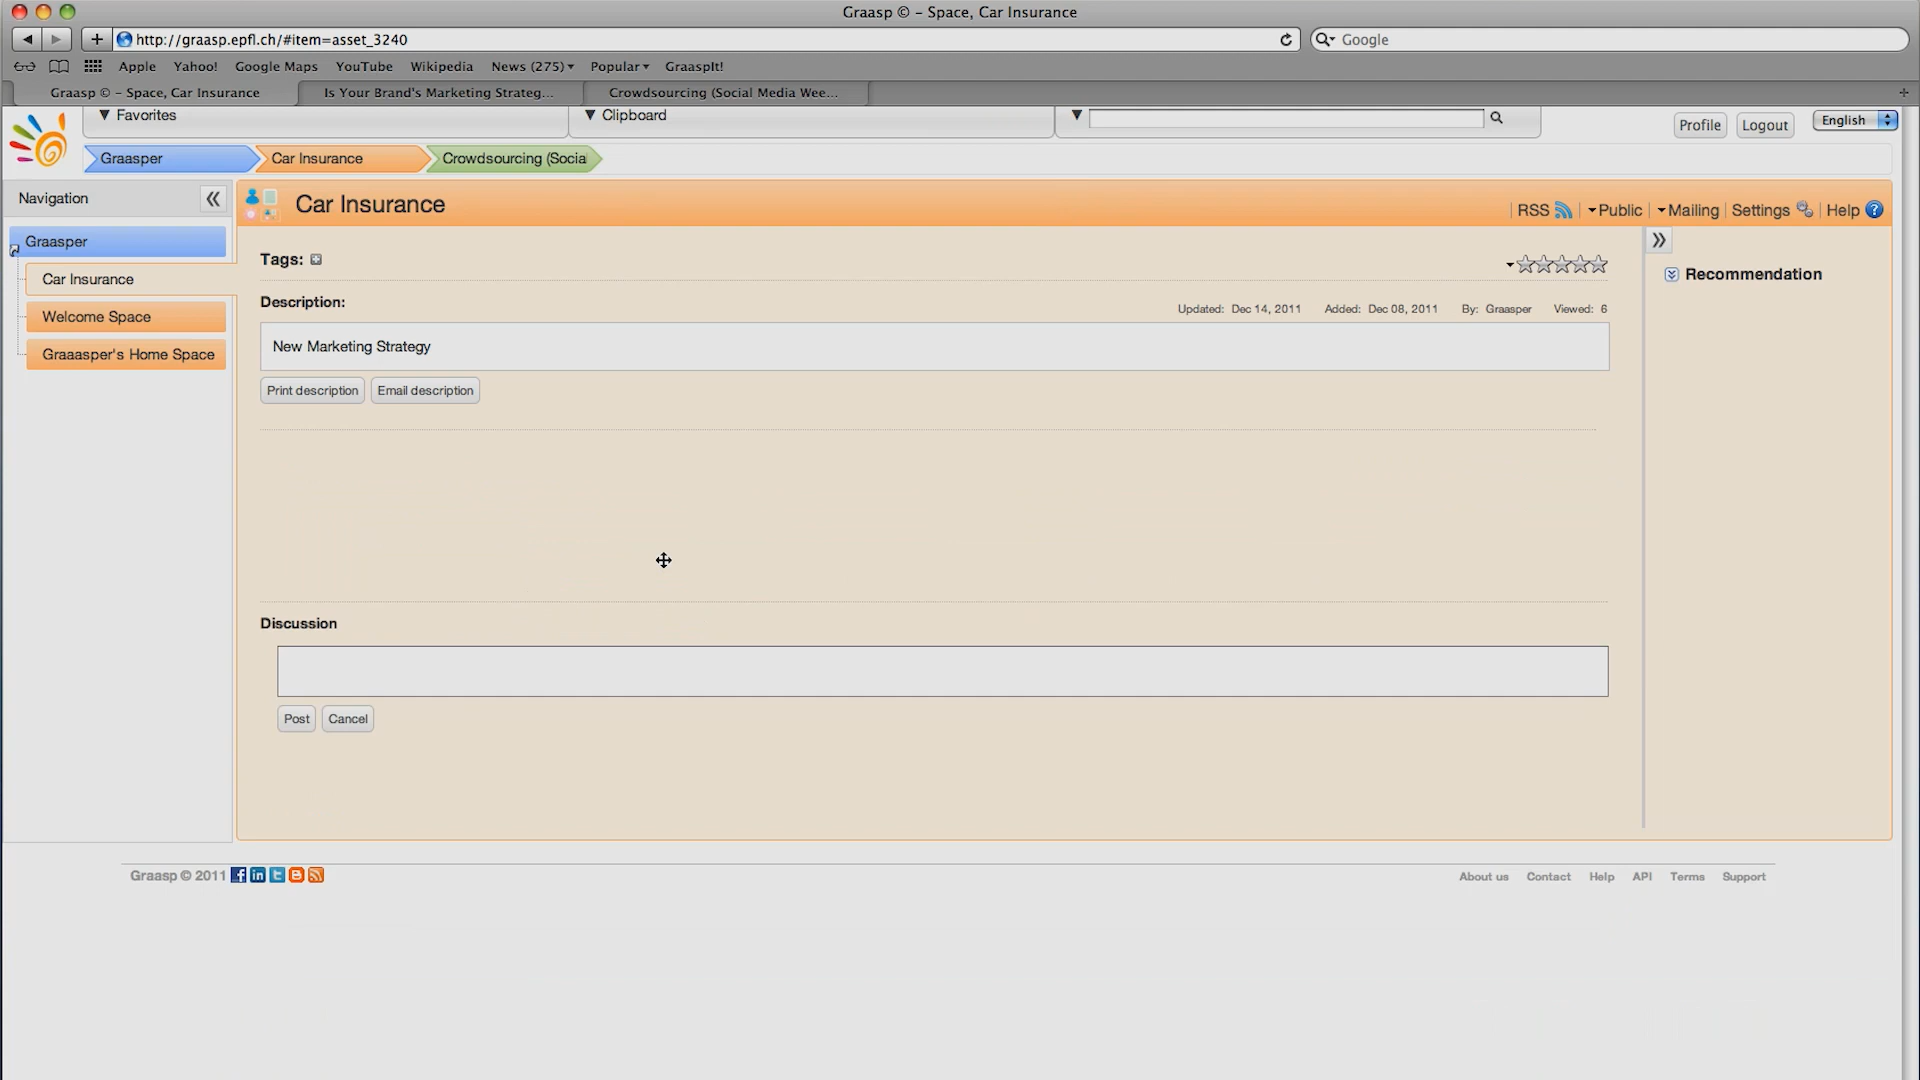 Graasp © - Space, Car Insurance
http://graasp.epfl.ch/#item=asset_3240
Google
Apple Yahoo! Google Maps YouTube Wikipedia News (275) Popular GraaspIt!
Graasp © - Space, Car Insurance
Is Your Brand's Marketing Strateg...
Crowdsourcing (Social Media Wee...
Favorites
Clipboard
Profile
Logout
English
Graasper
Car Insurance
Crowdsourcing (Socia
Navigation
Graasper
Car Insurance
Welcome Space
Graaasper's Home Space
Car Insurance
RSS Public Mailing Settings Help
Tags:
Description:
Updated: Dec 14, 2011 Added: Dec 08, 2011 By: Graasper Viewed: 6
New Marketing Strategy
Print description
Email description
Recommendation
Discussion
Post
Cancel
Graasp © 2011
About us Contact Help API Terms Support